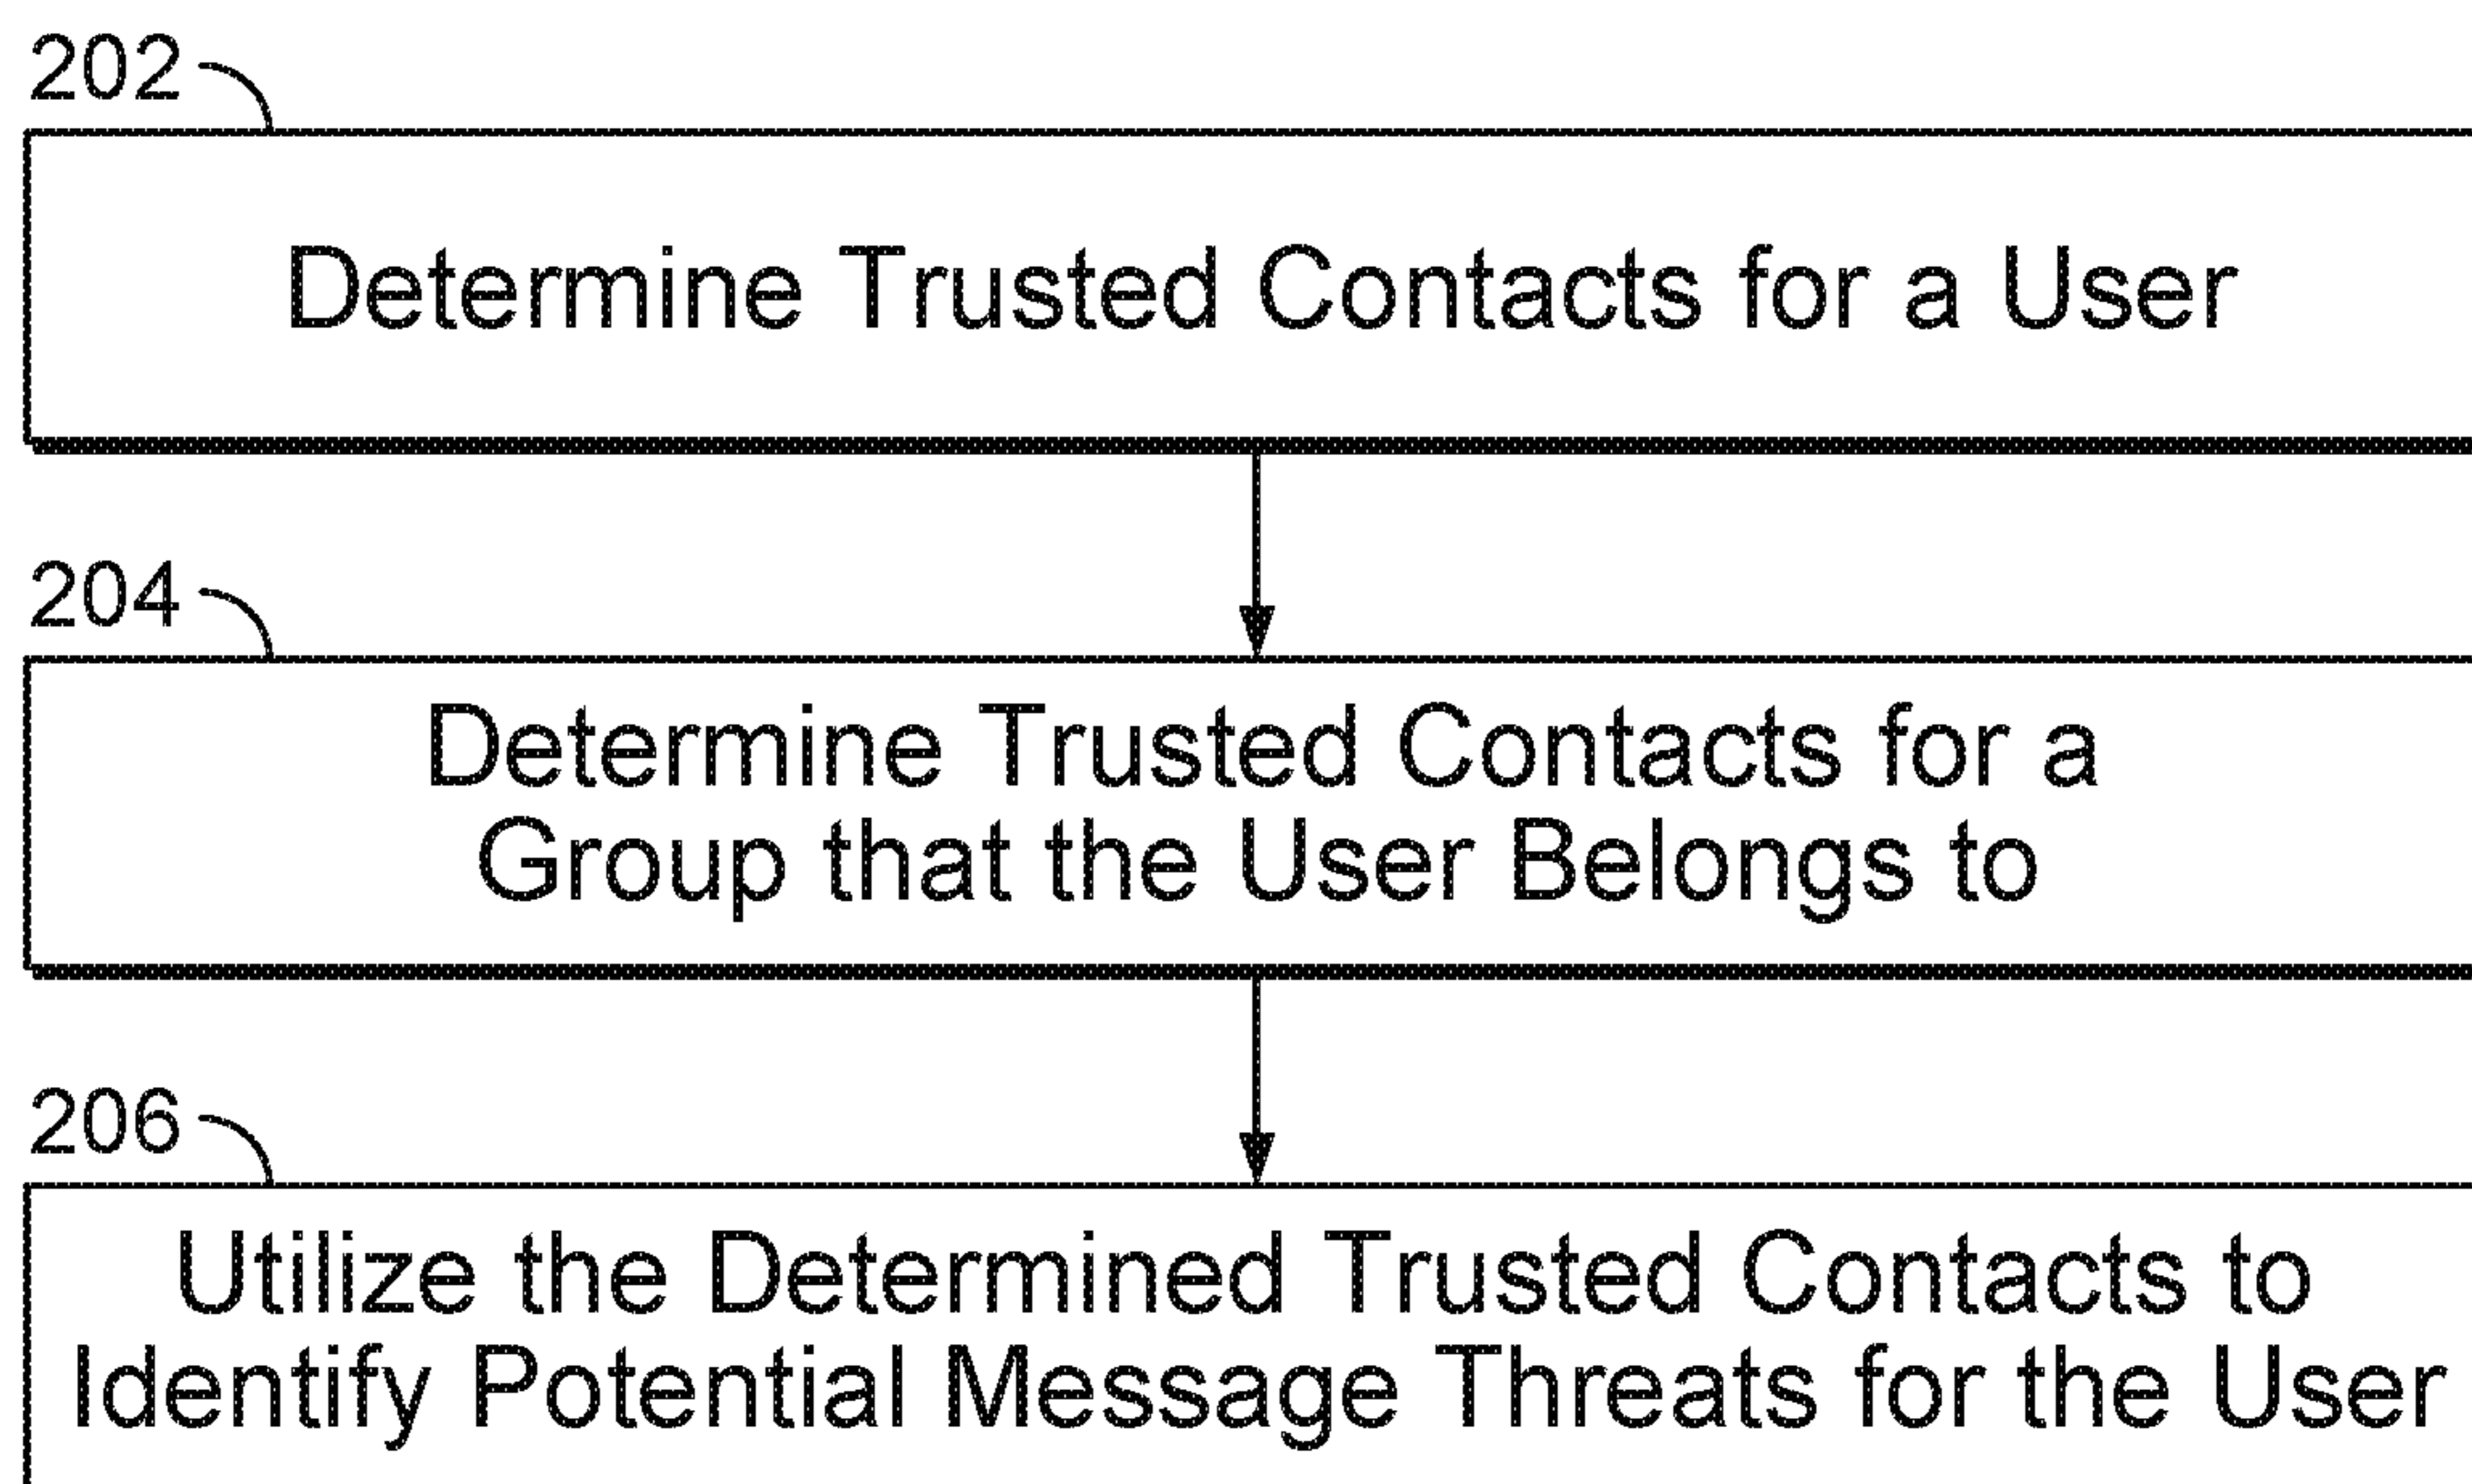 202
Determine Trusted Contacts for a User
204
Determine Trusted Contacts for a
Group that the User Belongs to
206
Utilize the Determined Trusted Contacts to
Identify Potential Message Threats for the User